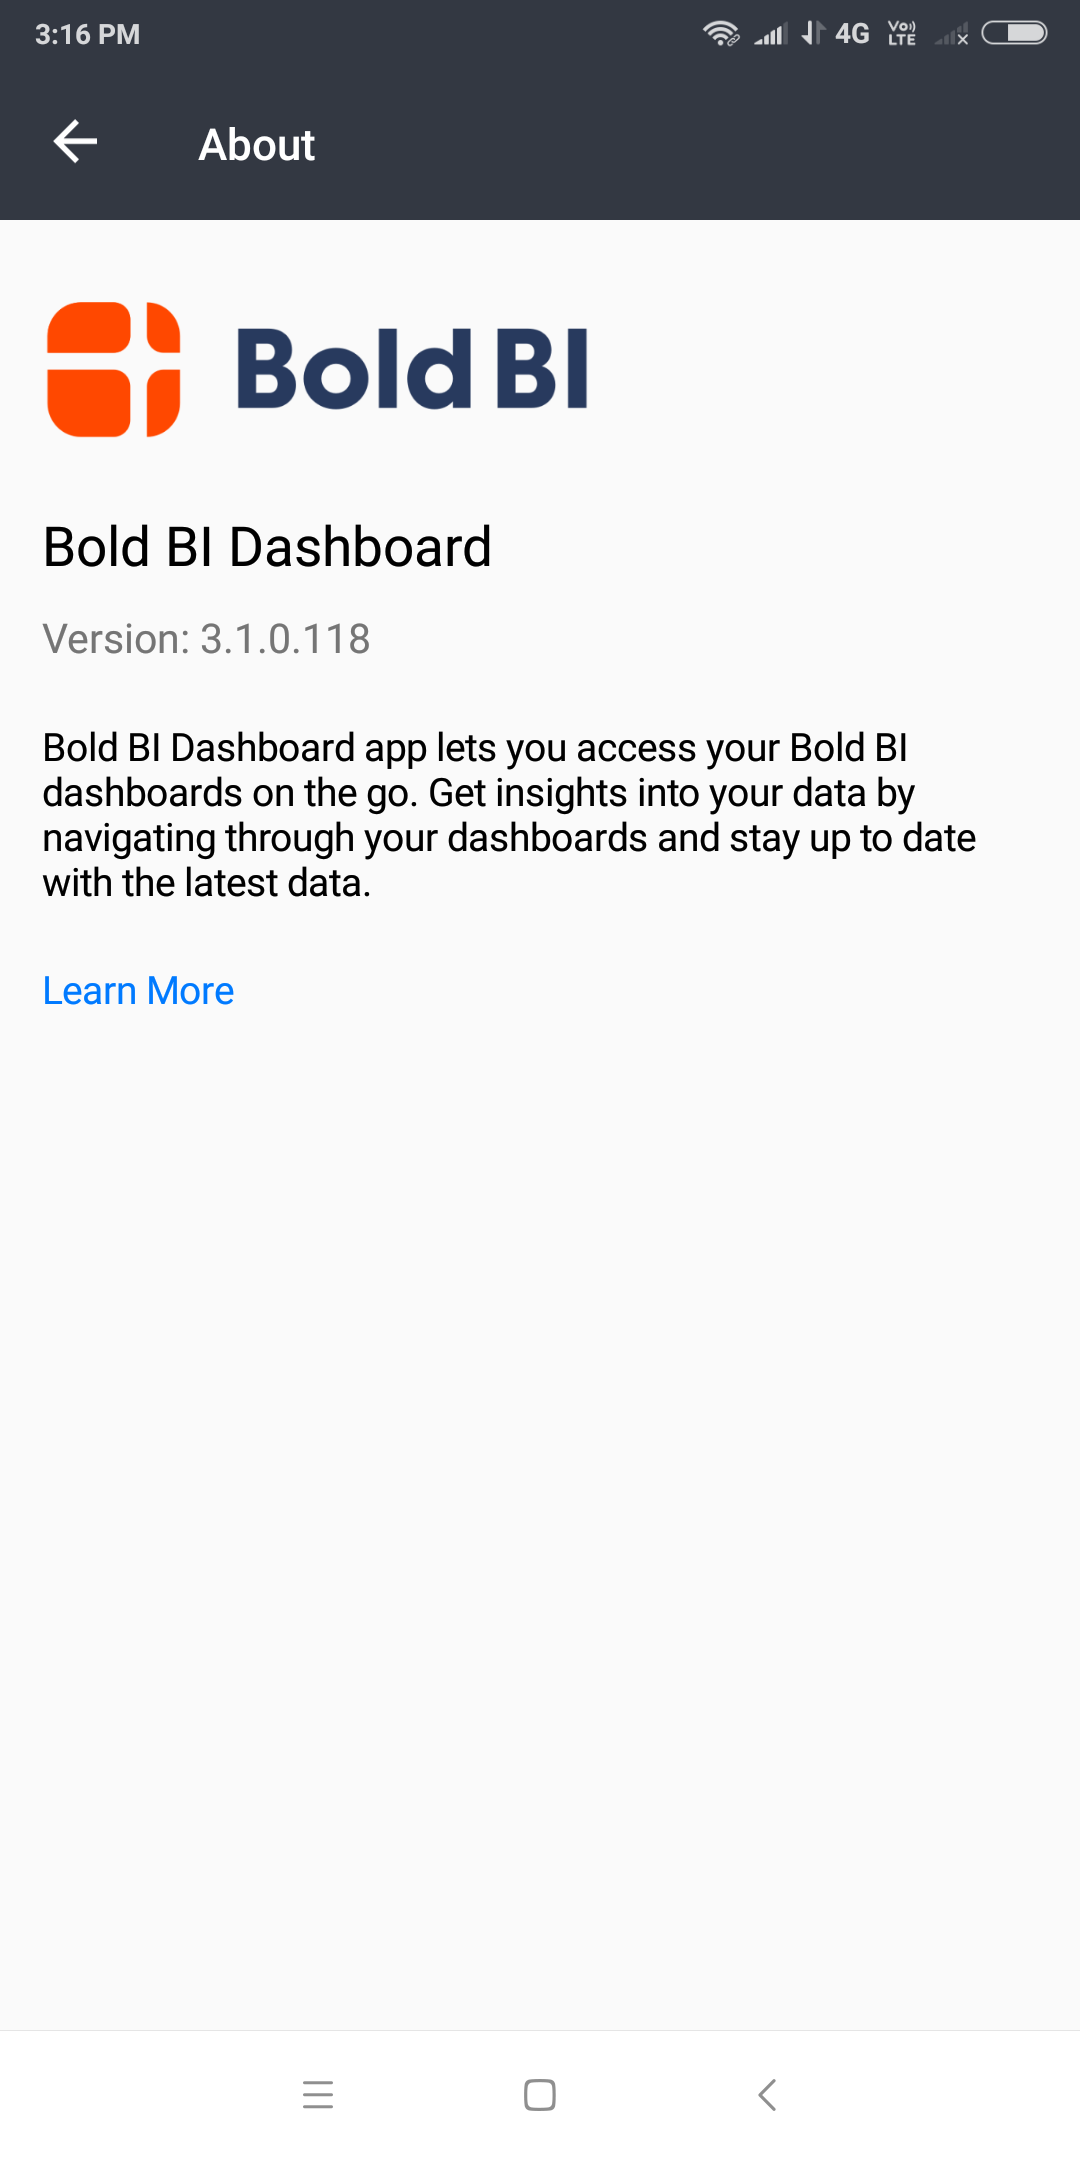 3:16 PM 4G VoLTE
About
Bold BI
Bold BI Dashboard
Version: 3.1.0.118
Bold BI Dashboard app lets you access your Bold BI
dashboards on the go. Get insights into your data by
navigating through your dashboards and stay up to date
with the latest data.
Learn More